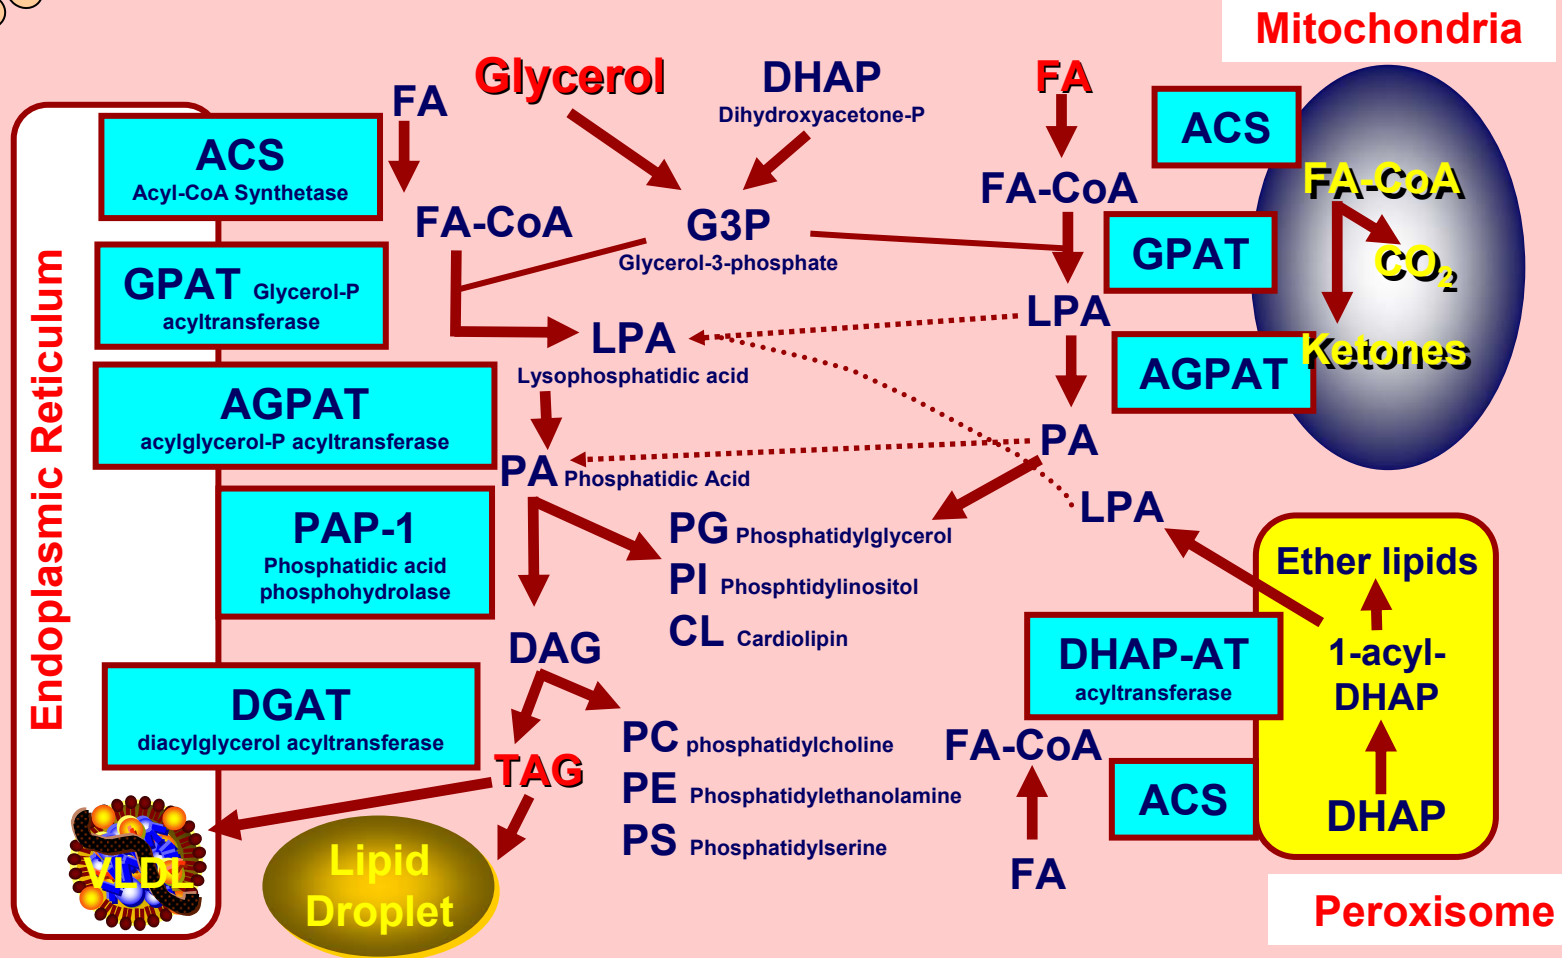 Mitochondria
Glycerol
DHAP
Dihydroxyacetone-P
FA
FA
ACS
Acyl-CoA Synthetase
ACS
FA-CoA
FA-CoA
FA-CoA
G3P
Glycerol-3-phosphate
GPAT Glycerol-P
acyltransferase
GPAT
CO2
LPA
Lysophosphatidic acid
LPA
Ketones
AGPAT
acylglycerol-P acyltransferase
AGPAT
Endoplasmic Reticulum
PA Phosphatidic Acid
PA
LPA
PAP-1
Phosphatidic acid
phosphohydrolase
PG Phosphatidylglycerol
PI Phosphtidylinositol
CL Cardiolipin
Ether lipids
DAG
DHAP-AT
acyltransferase
1-acyl-
DHAP
DGAT
diacylglycerol acyltransferase
TAG
PC phosphatidylcholine
PE Phosphatidylethanolamine
PS Phosphatidylserine
FA-CoA
ACS
DHAP
FA
VLDL
Lipid
Droplet
Peroxisome